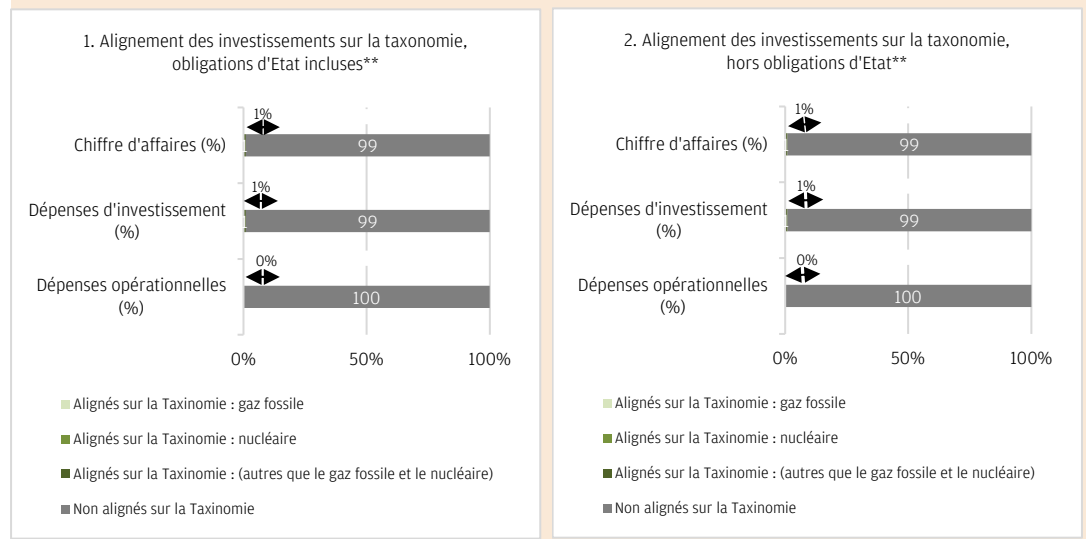 1. Alignement des investissements sur la taxonomie,
obligations d'Etat incluses**
1%
Chiffre d'affaires (%)
1
99
1%
Dépenses d'investissement
(%)
1
99
0%
Dépenses opérationnelles
(%)
100
0%
50%
100%
Alignés sur la Taxinomie : gaz fossile
Alignés sur la Taxinomie : nucléaire
Alignés sur la Taxinomie : (autres que le gaz fossile et le nucléaire)
Non alignés sur la Taxinomie
2. Alignement des investissements sur la taxonomie,
hors obligations d'Etat**
1%
Chiffre d'affaires (%)
1
99
1%
Dépenses d'investissement
(%)
1
99
0%
Dépenses opérationnelles
(%)
100
0%
50%
100%
Alignés sur la Taxinomie : gaz fossile
Alignés sur la Taxinomie : nucléaire
Alignés sur la Taxinomie : (autres que le gaz fossile et le nucléaire)
Non alignés sur la Taxinomie